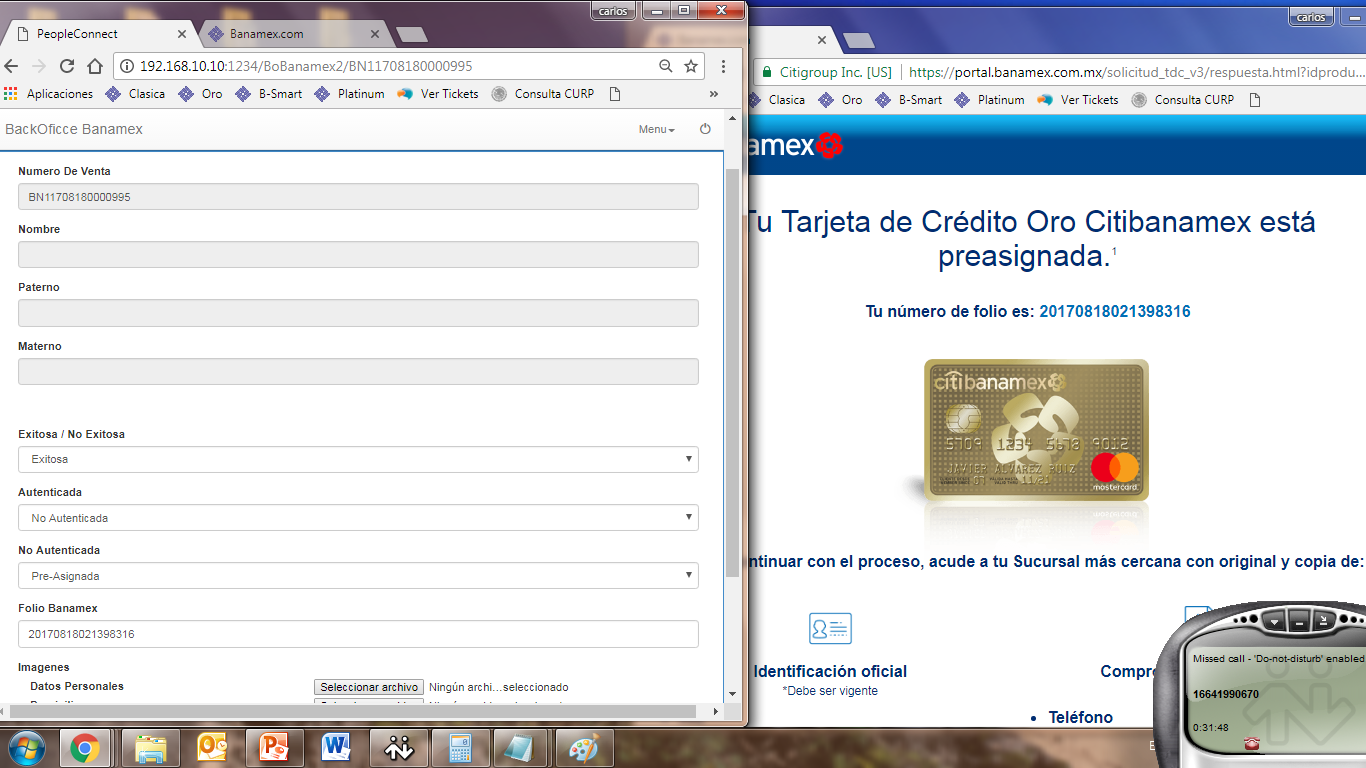 carlos
PeopleConnect
Banamex.com
192.168.10.10:1234/BoBanamex2/BN11708180000995
Aplicaciones Clasica Oro B-Smart Platinum Ver Tickets Consulta CURP »
BackOficce Banamex
Menu
Numero De Venta
BN11708180000995
Nombre
Paterno
Materno
Exitosa / No Exitosa
Exitosa
Autenticada
No Autenticada
No Autenticada
Pre-Asignada
Folio Banamex
20170818021398316
Imagenes
Datos Personales Seleccionar archivo Ningún archi...seleccionado
carlos
Citigroup Inc. [US] https://portal.banamex.com.mx/solicitud_tdc_v3/respuesta.html?idprodu...
Clasica Oro B-Smart Platinum Ver Tickets Consulta CURP
amex
Tu Tarjeta de Crédito Oro Citibanamex está
preasignada.1
Tu número de folio es: 20170818021398316
citibanamex
5709 1234 5678 9012
JAVIER ALVAREZ RUIZ
07 11/21
mastercard
ntinuar con el proceso, acude a tu Sucursal más cercana con original y copia de:
Identificación oficial
*Debe ser vigente
Compro
Teléfono
Missed call - 'Do-not-disturb' enabled
16641990670
0:31:48